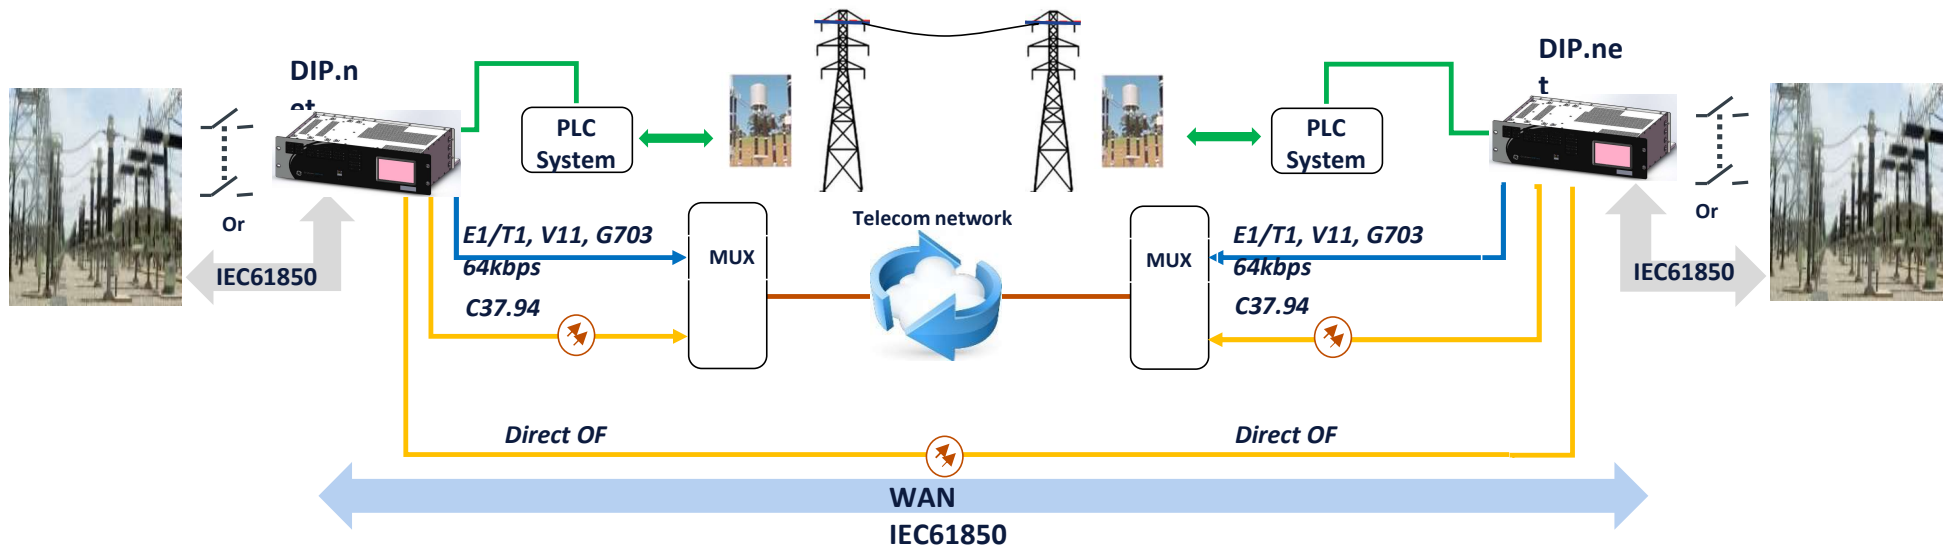 DIP.n
et
PLC
System
Or
IEC61850
E1/T1, V11, G703
64kbps
C37.94
MUX
Telecom network
MUX
E1/T1, V11, G703
64kbps
C37.94
PLC
System
DIP.ne
t
Or
IEC61850
Direct OF
Direct OF
WAN
IEC61850